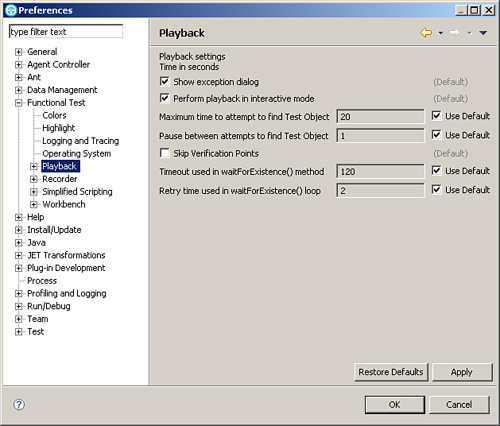 Preferences
type filter text
General
Agent Controller
Ant
Data Management
Functional Test
Colors
Highlight
Logging and Tracing
Operating System
Playback
Recorder
Simplified Scripting
Workbench
Help
Install/Update
Java
JET Transformations
Plug-in Development
Process
Profiling and Logging
Run/Debug
Team
Test
Playback
Playback settings
Time in seconds
Show exception dialog (Default)
Perform playback in interactive mode (Default)
Maximum time to attempt to find Test Object 20 Use Default
Pause between attempts to find Test Object 1 Use Default
Skip Verification Points (Default)
Timeout used in waitForExistence() method 120 Use Default
Retry time used in waitForExistence() loop 2 Use Default
Restore Defaults Apply
? OK Cancel